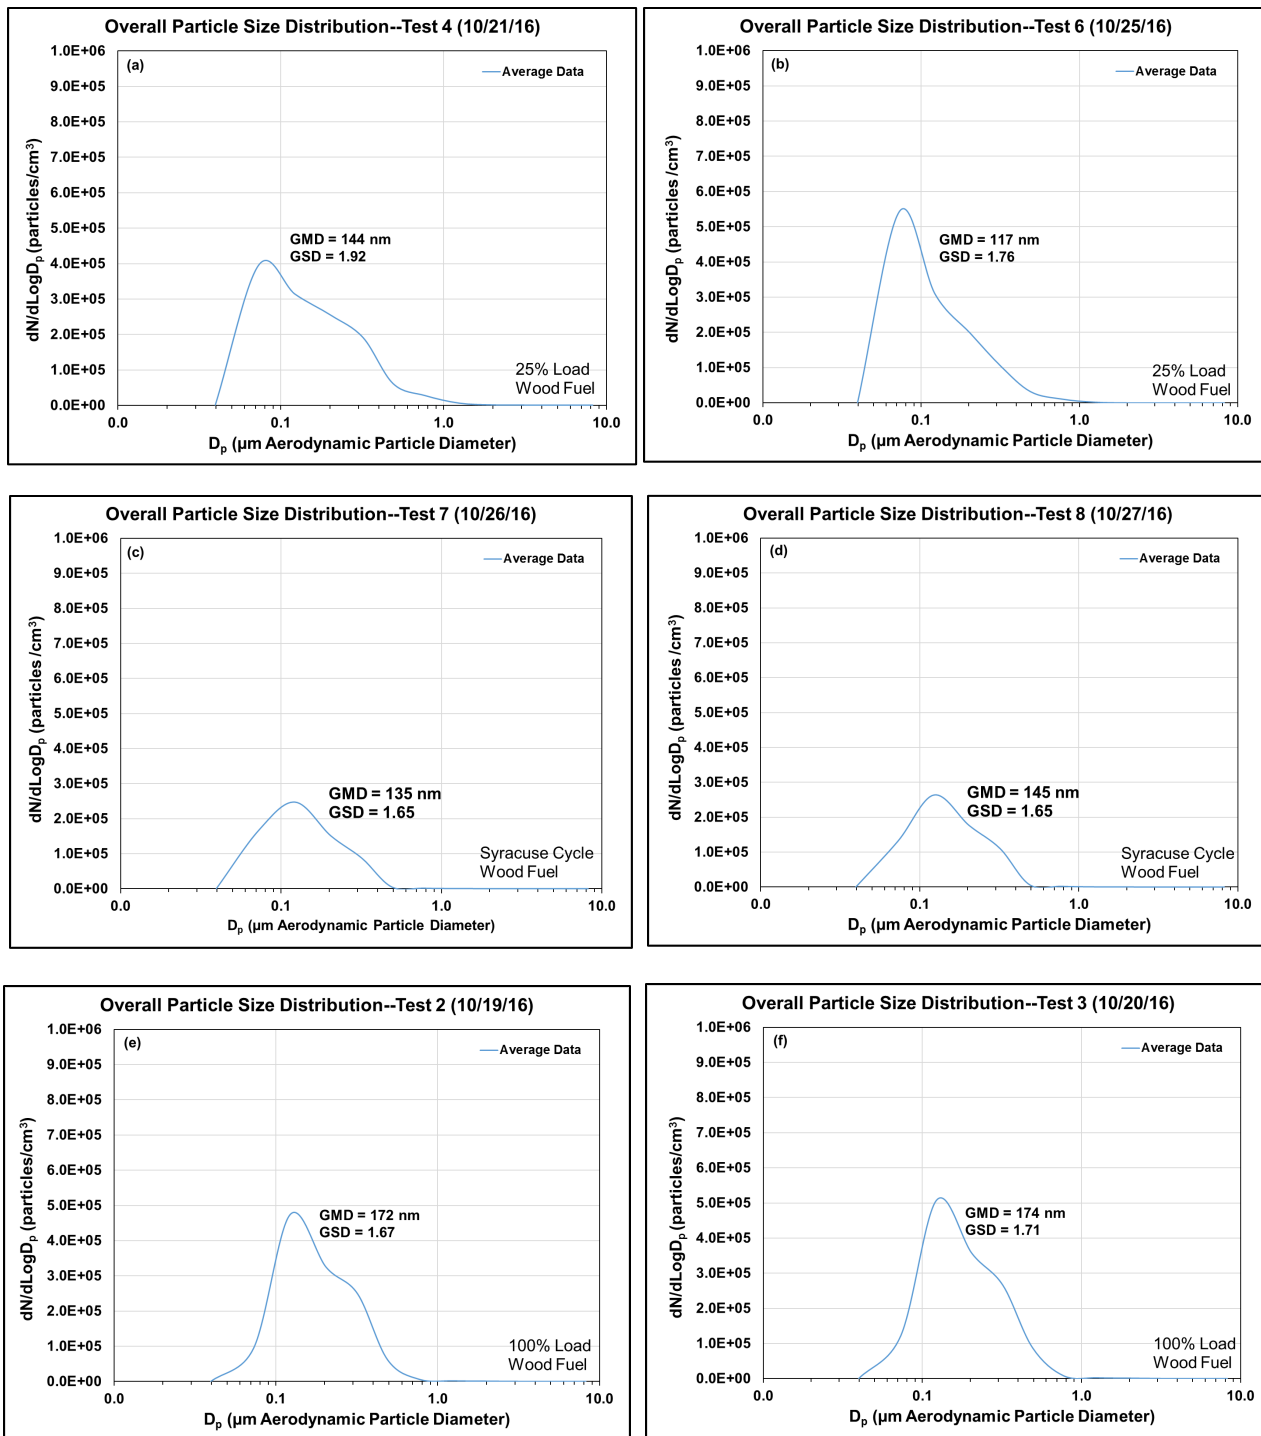 Overall Particle Size Distribution--Test 4 (10/21/16)
(a)
Average Data
1.0E+06
9.0E+05
8.0E+05
7.0E+05
6.0E+05
5.0E+05
4.0E+05
3.0E+05
2.0E+05
1.0E+05
0.0E+00
dN/dLogDp (particles/cm3)
GMD = 144 nm
GSD = 1.92
25% Load
Wood Fuel
0.0 0.1 1.0 10.0
Dp (µm Aerodynamic Particle Diameter)
Overall Particle Size Distribution--Test 6 (10/25/16)
(b)
Average Data
1.0E+06
9.0E+05
8.0E+05
7.0E+05
6.0E+05
5.0E+05
4.0E+05
3.0E+05
2.0E+05
1.0E+05
0.0E+00
dN/dLogDp (particles /cm3)
GMD = 117 nm
GSD = 1.76
25% Load
Wood Fuel
0.0 0.1 1.0 10.0
Dp (µm Aerodynamic Particle Diameter)
Overall Particle Size Distribution--Test 7 (10/26/16)
(c)
Average Data
1.0E+06
9.0E+05
8.0E+05
7.0E+05
6.0E+05
5.0E+05
4.0E+05
3.0E+05
2.0E+05
1.0E+05
0.0E+00
dN/dLogDp (particles /cm3)
GMD = 135 nm
GSD = 1.65
Syracuse Cycle
Wood Fuel
0.0 0.1 1.0 10.0
Dp (µm Aerodynamic Particle Diameter)
Overall Particle Size Distribution--Test 8 (10/27/16)
(d)
Average Data
1.0E+06
9.0E+05
8.0E+05
7.0E+05
6.0E+05
5.0E+05
4.0E+05
3.0E+05
2.0E+05
1.0E+05
0.0E+00
dN/dLogDp (particles /cm3)
GMD = 145 nm
GSD = 1.65
Syracuse Cycle
Wood Fuel
0.0 0.1 1.0 10.0
Dp (µm Aerodynamic Particle Diameter)
Overall Particle Size Distribution--Test 2 (10/19/16)
(e)
Average Data
1.0E+06
9.0E+05
8.0E+05
7.0E+05
6.0E+05
5.0E+05
4.0E+05
3.0E+05
2.0E+05
1.0E+05
0.0E+00
dN/dLogDp (particles/cm3)
GMD = 172 nm
GSD = 1.67
100% Load
Wood Fuel
0.0 0.1 1.0 10.0
Dp (µm Aerodynamic Particle Diameter)
Overall Particle Size Distribution--Test 3 (10/20/16)
(f)
Average Data
1.0E+06
9.0E+05
8.0E+05
7.0E+05
6.0E+05
5.0E+05
4.0E+05
3.0E+05
2.0E+05
1.0E+05
0.0E+00
dN/dLogDp (particles/cm3)
GMD = 174 nm
GSD = 1.71
100% Load
Wood Fuel
0.0 0.1 1.0 10.0
Dp (µm Aerodynamic Particle Diameter)